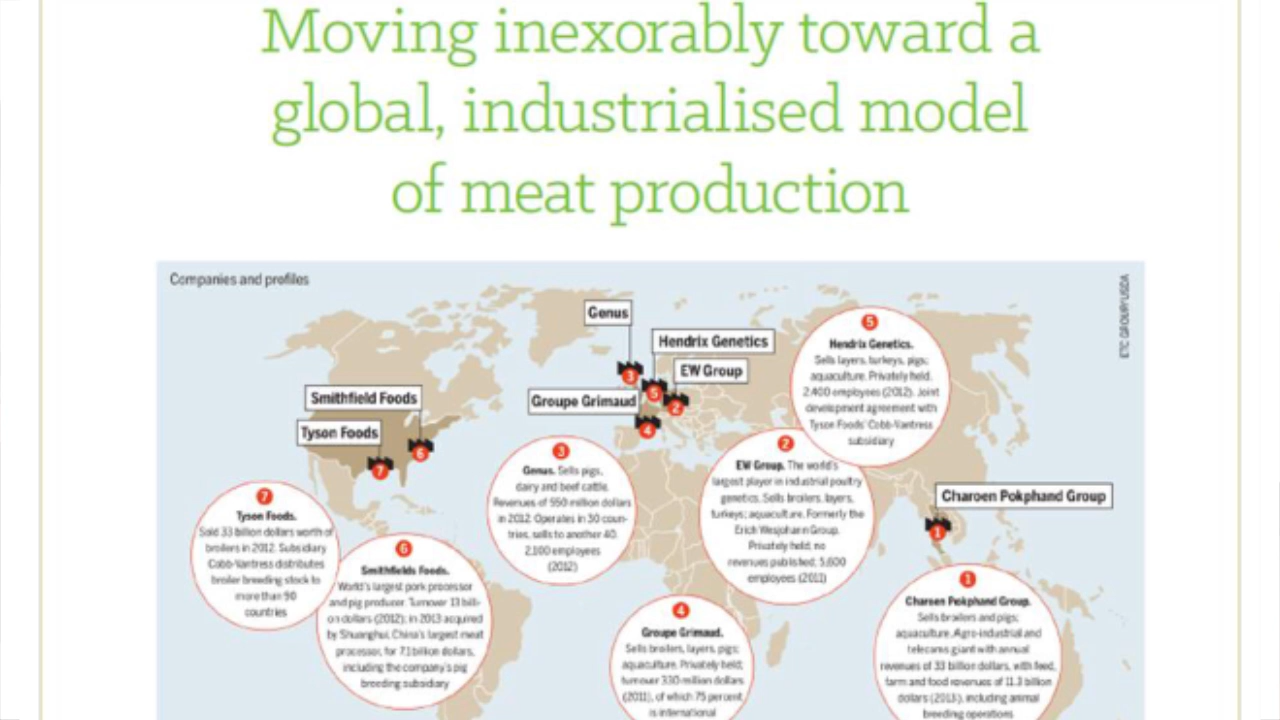 Moving inexorably toward a
global, industrialised model
of meat production
Companies and profiles
ETC GROUP/USDA
Genus
Hendrix Genetics
EW Group
Groupe Grimaud
Smithfield Foods
Tyson Foods
Charoen Pokphand Group
3
5
2
4
6
7
1
5
Hendrix Genetics.
Sells layers, turkeys, pigs;
aquaculture. Privately held.
2,400 employees (2012). Joint
development agreement with
Tyson Foods' Cobb-Vantress
subsidiary
2
EW Group. The world's
largest player in industrial poultry
genetics. Sells broilers, layers,
turkeys; aquaculture. Formerly the
Erich Wesjohann Group.
Privately held, no
revenues published; 5,600
employees (2011)
3
Genus. Sells pigs,
dairy and beef cattle.
Revenues of 550 million dollars
in 2012. Operates in 30 coun-
tries, sells to another 40.
2,100 employees
(2012)
7
Tyson Foods.
Sold 33 billion dollars worth of
broilers in 2012. Subsidiary
Cobb-Vantress distributes
broiler breeding stock to
more than 90
countries
6
Smithfields Foods.
World's largest pork processor
and pig producer. Turnover 13 billi-
on dollars (2012); in 2013 acquired
by Shuanghui, China's largest meat
processor, for 7.1 billion dollars,
including the company's pig
breeding subsidiary
4
Groupe Grimaud.
Sells broilers, layers, pigs;
aquaculture. Privately held;
turnover 330 million dollars
(2011), of which 75 percent
is international
1
Charoen Pokphand Group.
Sells broilers and pigs;
aquaculture. Agro-industrial and
telecoms giant with annual
revenues of 33 billion dollars, with feed,
farm and food revenues of 11.3 billion
dollars (2013), including animal
breeding operations